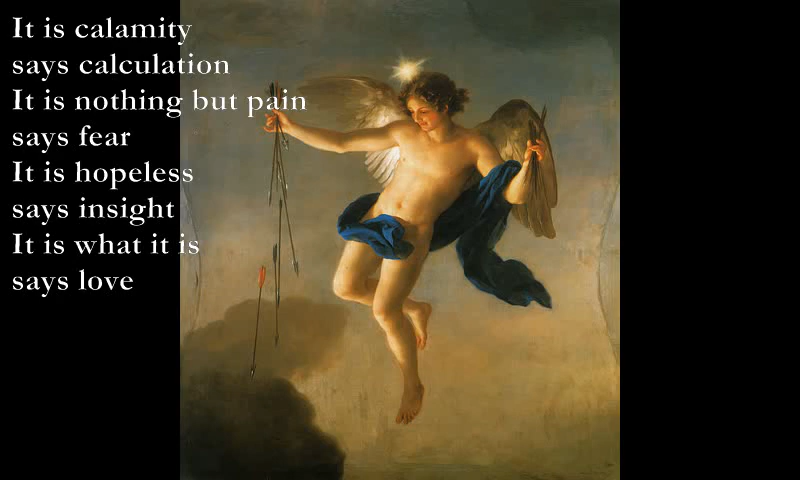 It is calamity
says calculation
It is nothing but pain
says fear
It is hopeless
says insight
It is what it is
says love